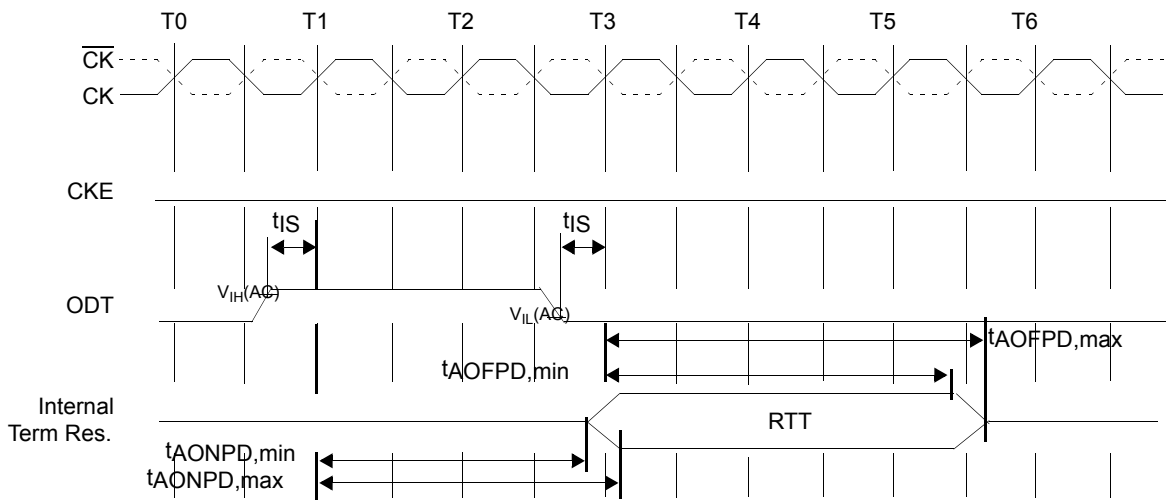 T0 T1 T2 T3 T4 T5 T6
CK
CK
CKE
tIS tIS
VIH(AC)
ODT
VIL(AC)
tAOFPD,max
tAOFPD,min
Internal
Term Res.
RTT
tAONPD,min
tAONPD,max